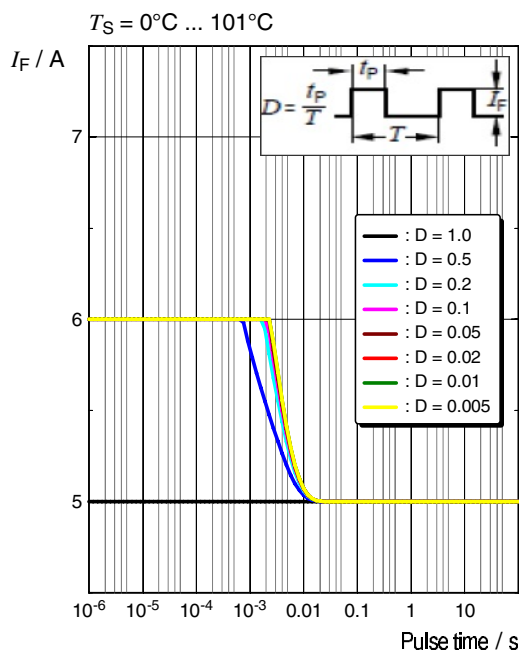 T_S = 0°C ... 101°C
I_F / A
t_P
D = t_P / T
I_F
T
7
: D = 1.0
: D = 0.5
: D = 0.2
: D = 0.1
: D = 0.05
: D = 0.02
: D = 0.01
: D = 0.005
6
5
10^-6 10^-5 10^-4 10^-3 0.01 0.1 1 10
Pulse time / s